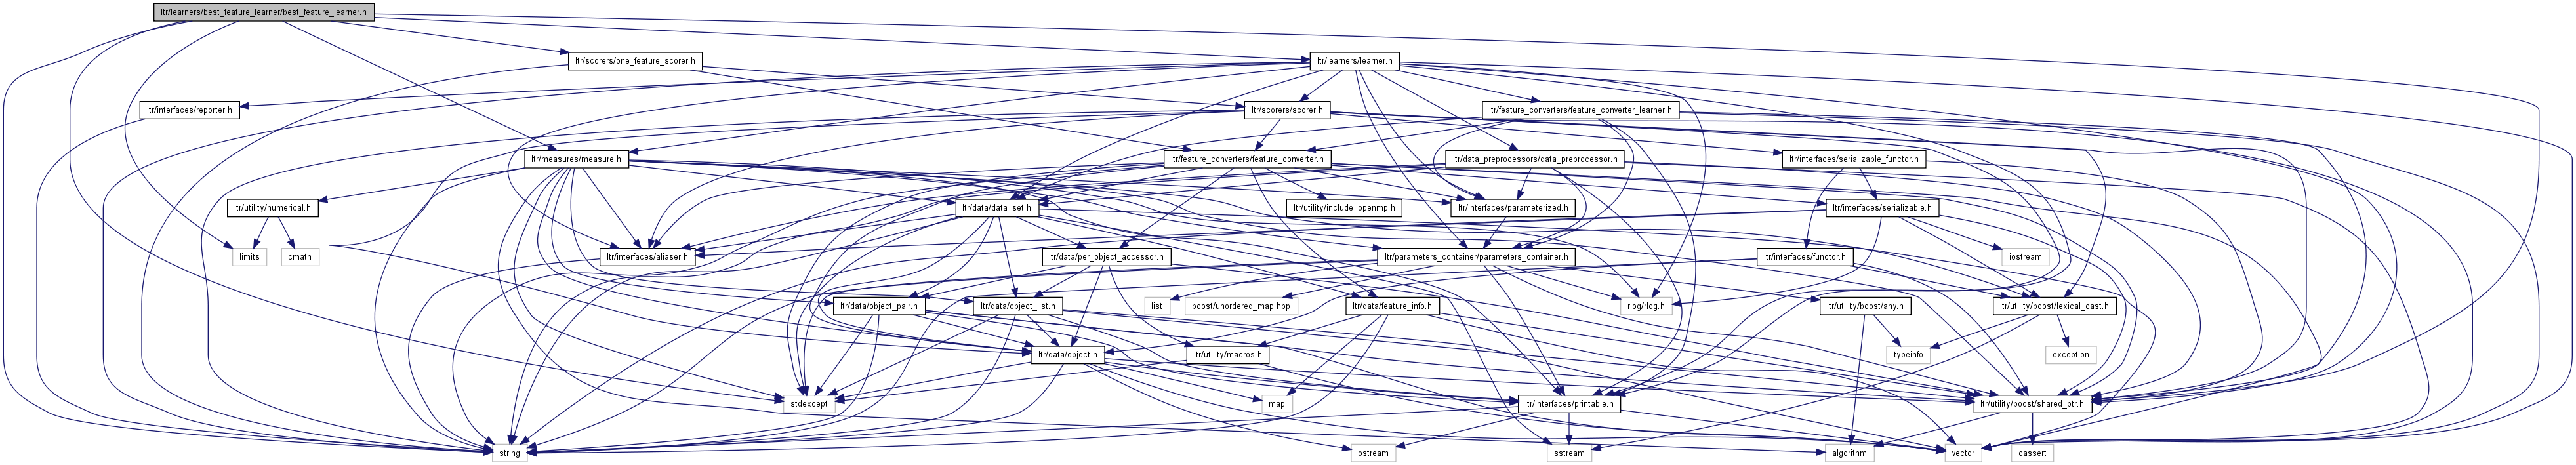 ltr/learners/best_feature_learner/best_feature_learner.h
ltr/scorers/one_feature_scorer.h
ltr/learners/learner.h
ltr/interfaces/reporter.h
ltr/scorers/scorer.h
ltr/feature_converters/feature_converter_learner.h
ltr/measures/measure.h
ltr/feature_converters/feature_converter.h
ltr/data_preprocessors/data_preprocessor.h
ltr/interfaces/serializable_functor.h
ltr/utility/numerical.h
ltr/data/data_set.h
ltr/utility/include_openmp.h
ltr/interfaces/parameterized.h
ltr/interfaces/serializable.h
limits
cmath
ltr/interfaces/aliaser.h
ltr/data/per_object_accessor.h
ltr/parameters_container/parameters_container.h
ltr/interfaces/functor.h
iostream
ltr/data/object_pair.h
ltr/data/object_list.h
list
boost/unordered_map.hpp
ltr/data/feature_info.h
rlog/rlog.h
ltr/utility/boost/any.h
ltr/utility/boost/lexical_cast.h
ltr/data/object.h
ltr/utility/macros.h
typeinfo
exception
stdexcept
map
ltr/interfaces/printable.h
ltr/utility/boost/shared_ptr.h
string
ostream
sstream
algorithm
vector
cassert